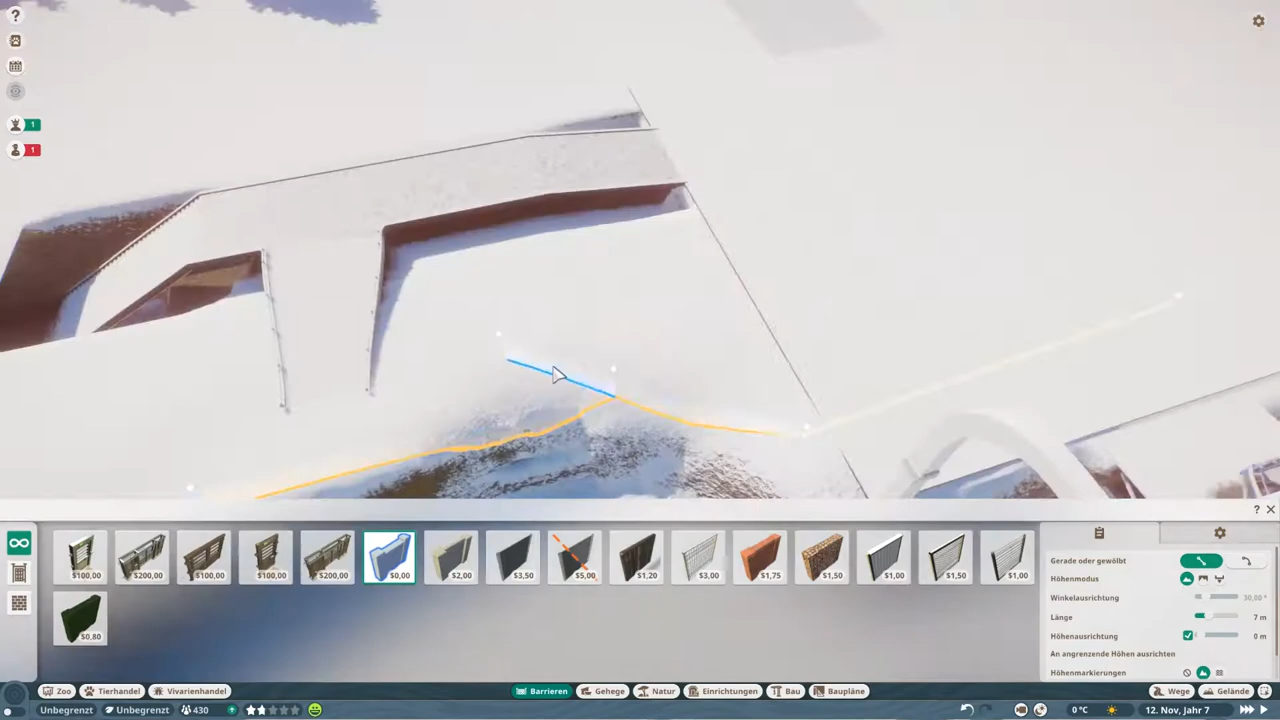 ?
1
1
? ×
$100,00 $200,00 $100,00 $100,00 $200,00 $0,00 $2,00 $3,50 $5,00 $1,20 $3,00 $1,75 $1,50 $1,00 $1,50 $1,00
$0,80
Gerade oder gewölbt
Höhenmodus
Winkelausrichtung 30,00 °
Länge 7 m
Höhenausrichtung 0 m
An angrenzende Höhen ausrichten
Höhenmarkierungen
Zoo Tierhandel Vivarienhandel Barrieren Gehege Natur Einrichtungen Bau Baupläne Wege Gelände
Unbegrenzt Unbegrenzt 430 0 °C 12. Nov, Jahr 7